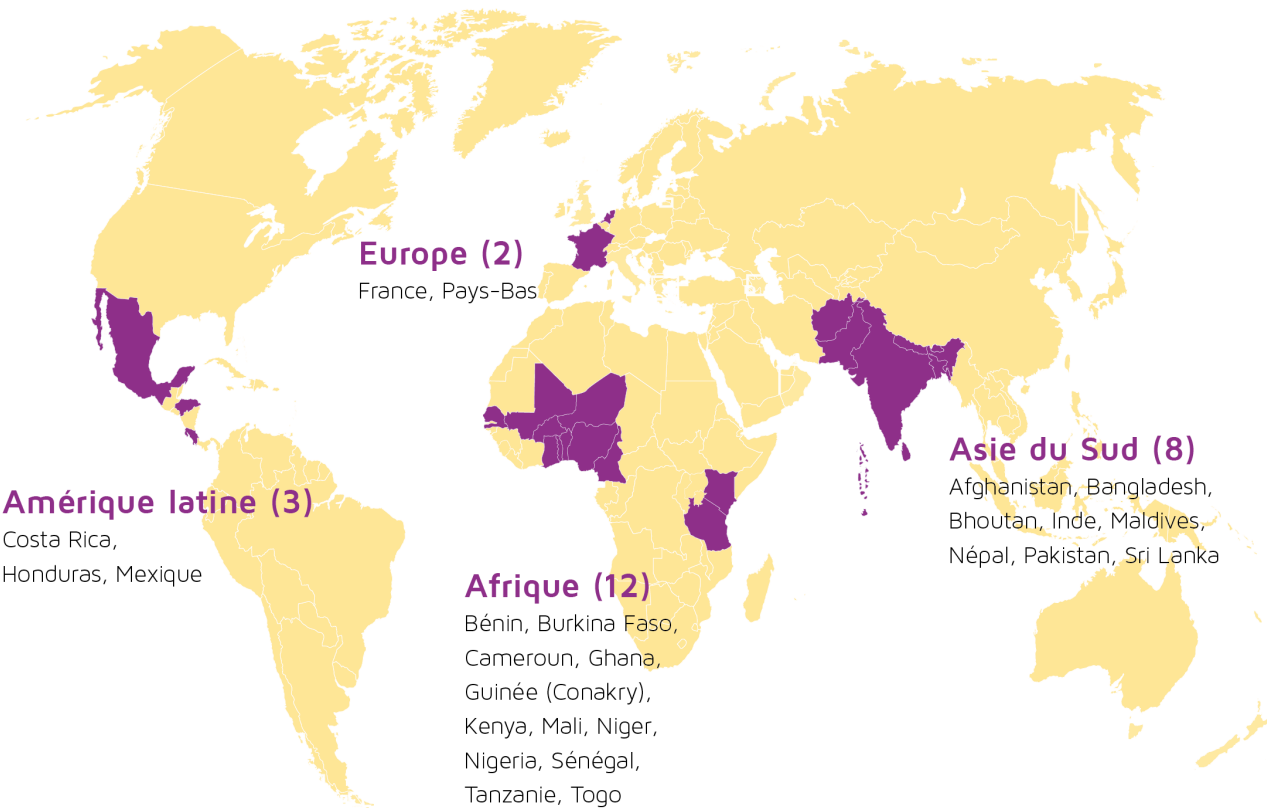 Europe (2)
France, Pays-Bas
Amérique latine (3)
Costa Rica,
Honduras, Mexique
Afrique (12)
Bénin, Burkina Faso,
Cameroun, Ghana,
Guinée (Conakry),
Kenya, Mali, Niger,
Nigeria, Sénégal,
Tanzanie, Togo
Asie du Sud (8)
Afghanistan, Bangladesh,
Bhoutan, Inde, Maldives,
Népal, Pakistan, Sri Lanka